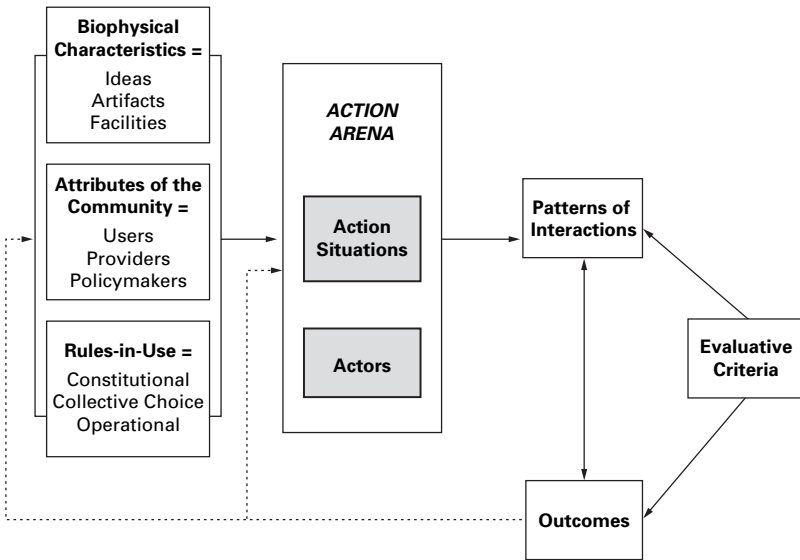 Biophysical
Characteristics =
Ideas
Artifacts
Facilities
Attributes of the
Community =
Users
Providers
Policymakers
Rules-in-Use =
Constitutional
Collective Choice
Operational
ACTION
ARENA
Action
Situations
Actors
Patterns of
Interactions
Outcomes
Evaluative
Criteria